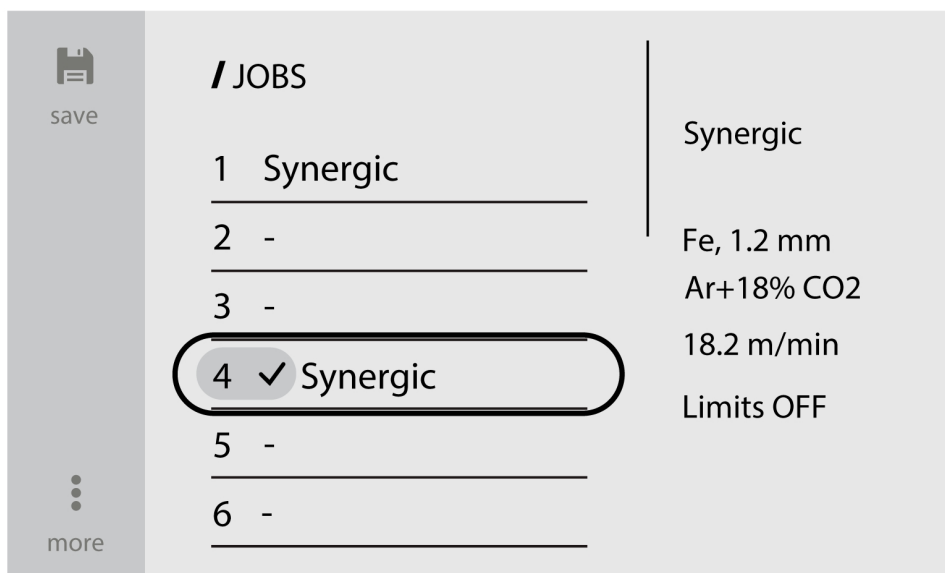 save
/ JOBS
1 Synergic
2 -
3 -
4 ✓ Synergic
5 -
6 -
more
Synergic
Fe, 1.2 mm
Ar+18% CO2
18.2 m/min
Limits OFF